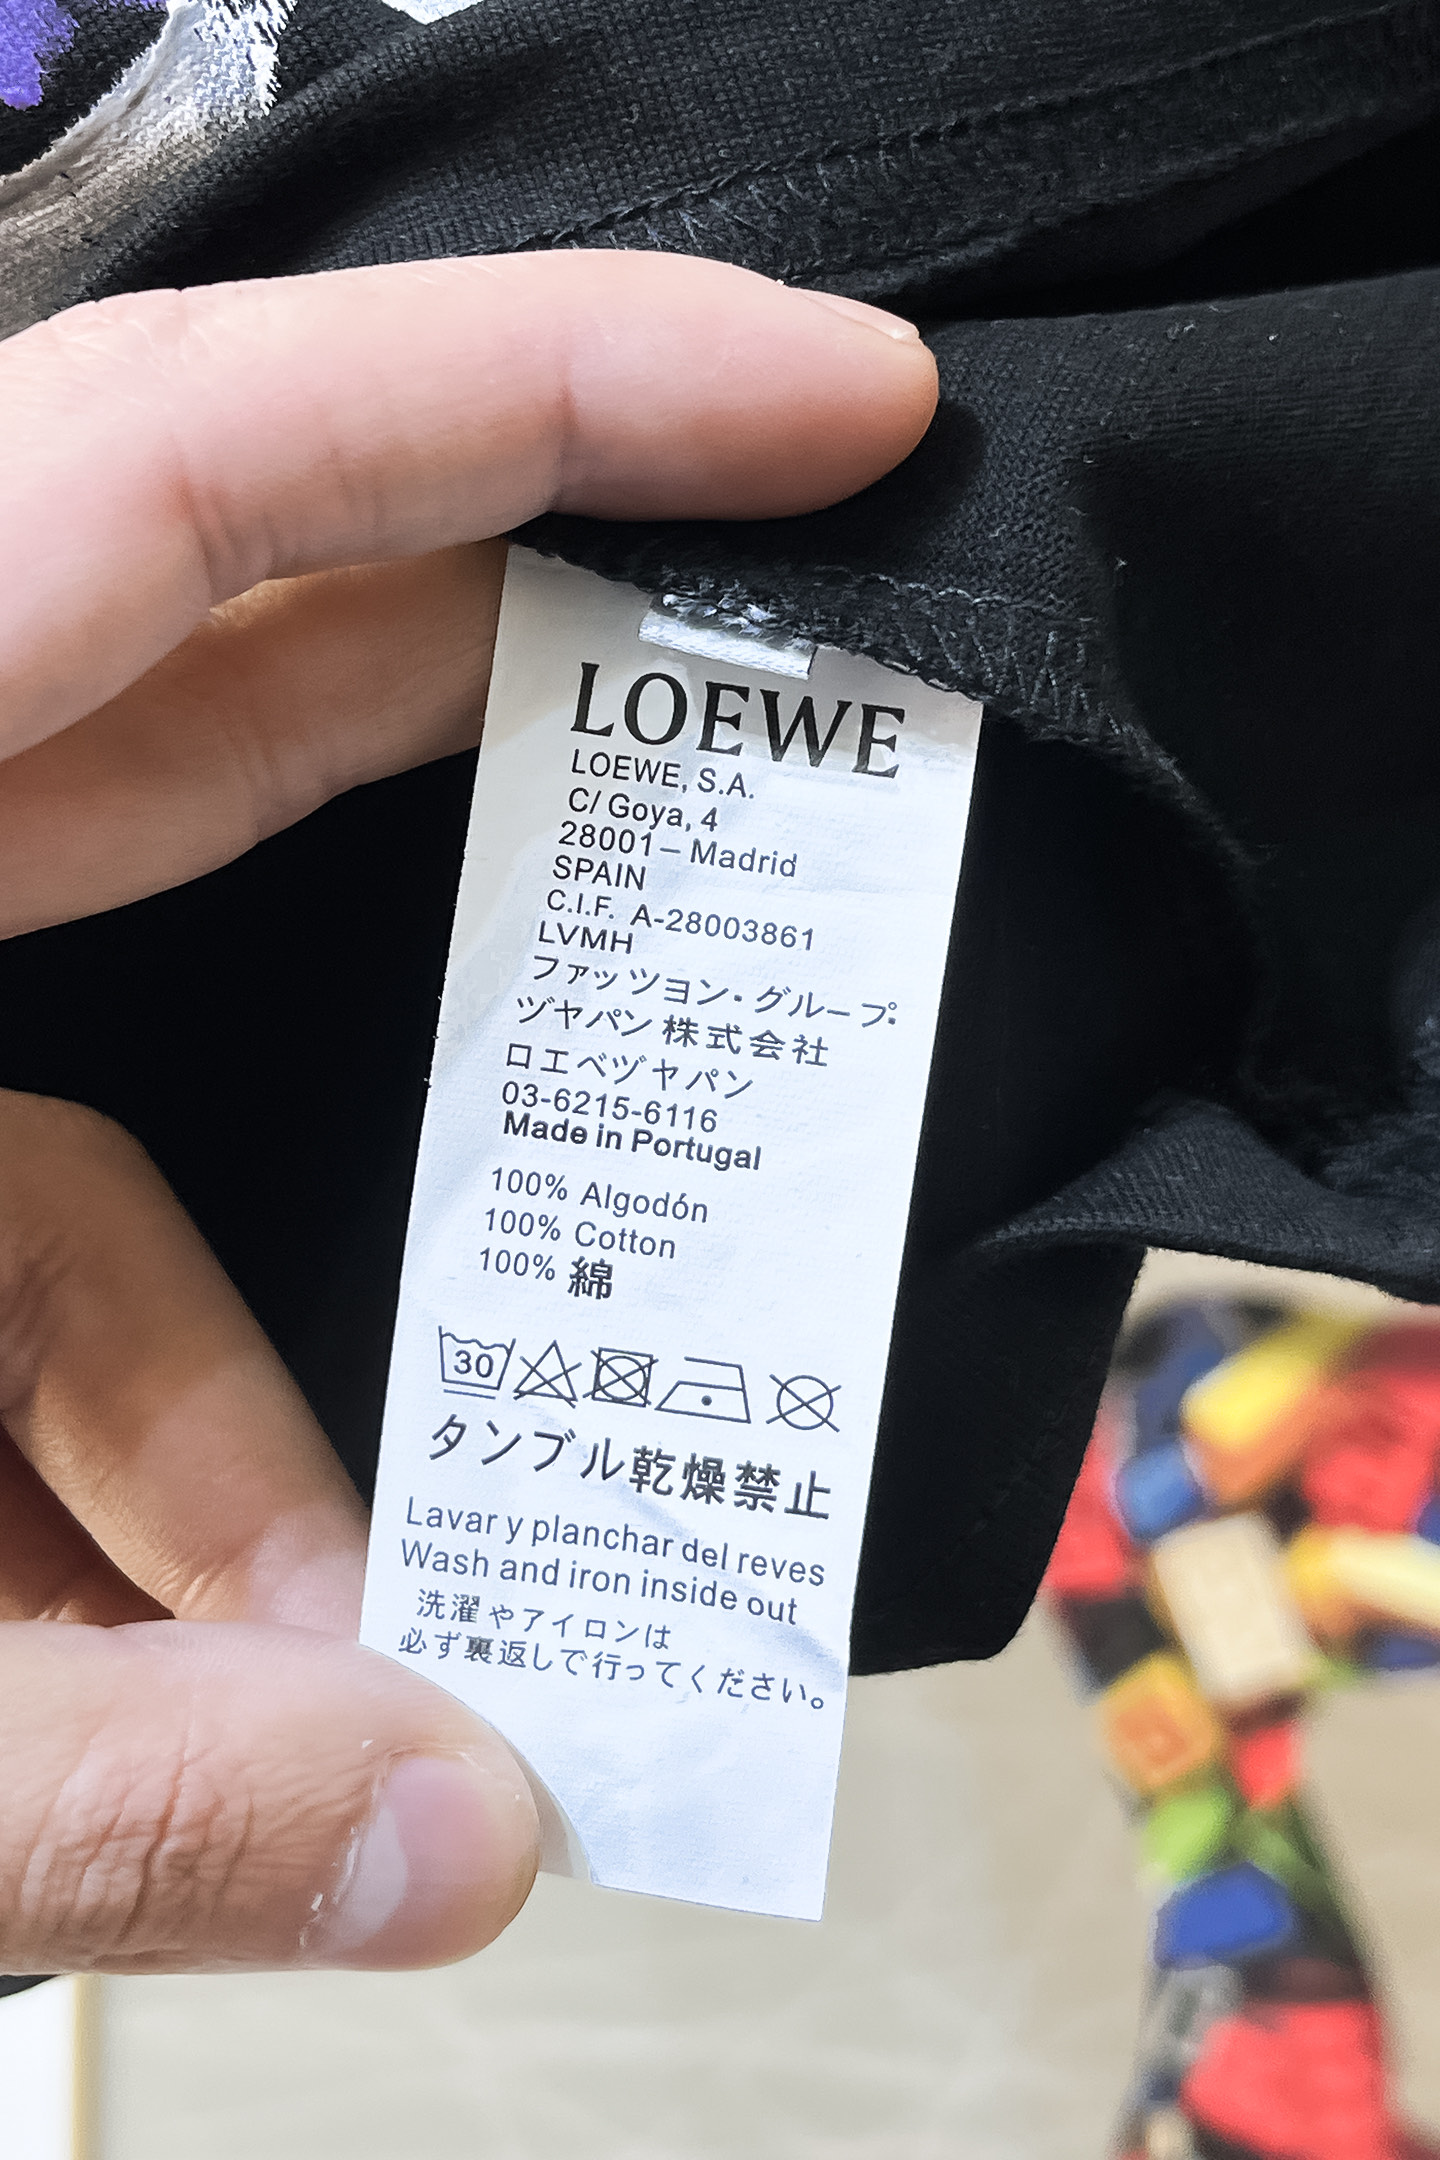 LOEWE
LOEWE, S.A.
C/ Goya, 4
28001– Madrid
SPAIN
C.I.F. A-28003861
LVMH
ファッツヨン・グループ
ヅヤパン 株式会社
ロエベヅヤパン
03-6215-6116
Made in Portugal
100% Algodón
100% Cotton
100% 綿
30
タンブル乾燥禁止
Lavar y planchar del reves
Wash and iron inside out
洗濯やアイロンは
必ず裏返しで行ってください。